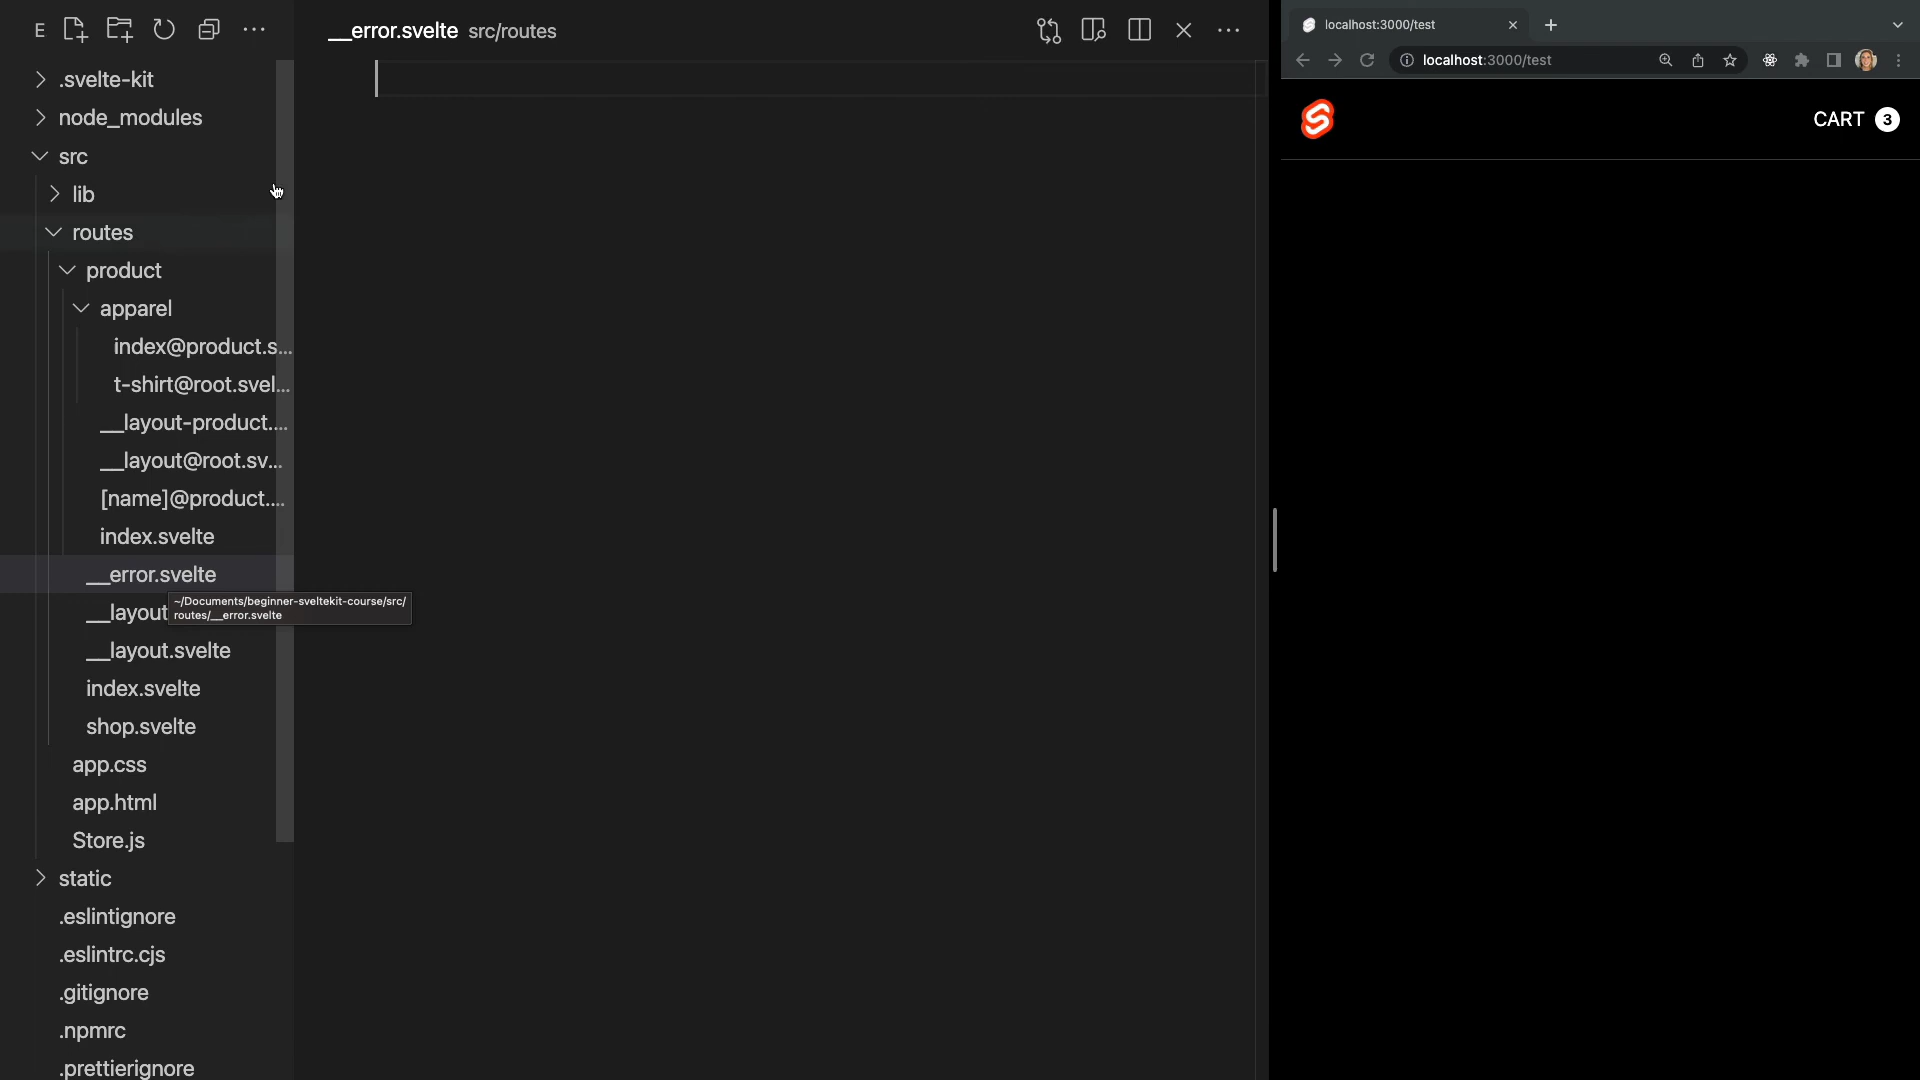 E
.svelte-kit
node_modules
src
lib
routes
product
apparel
index@product.s...
t-shirt@root.svel...
__layout-product....
__layout@root.sv...
[name]@product....
index.svelte
__error.svelte
__layout
__layout.svelte
index.svelte
shop.svelte
app.css
app.html
Store.js
static
.eslintignore
.eslintrc.cjs
.gitignore
.npmrc
.prettierignore
~/Documents/beginner-sveltekit-course/src/
routes/__error.svelte
__error.svelte src/routes
localhost:3000/test
localhost:3000/test
CART 3